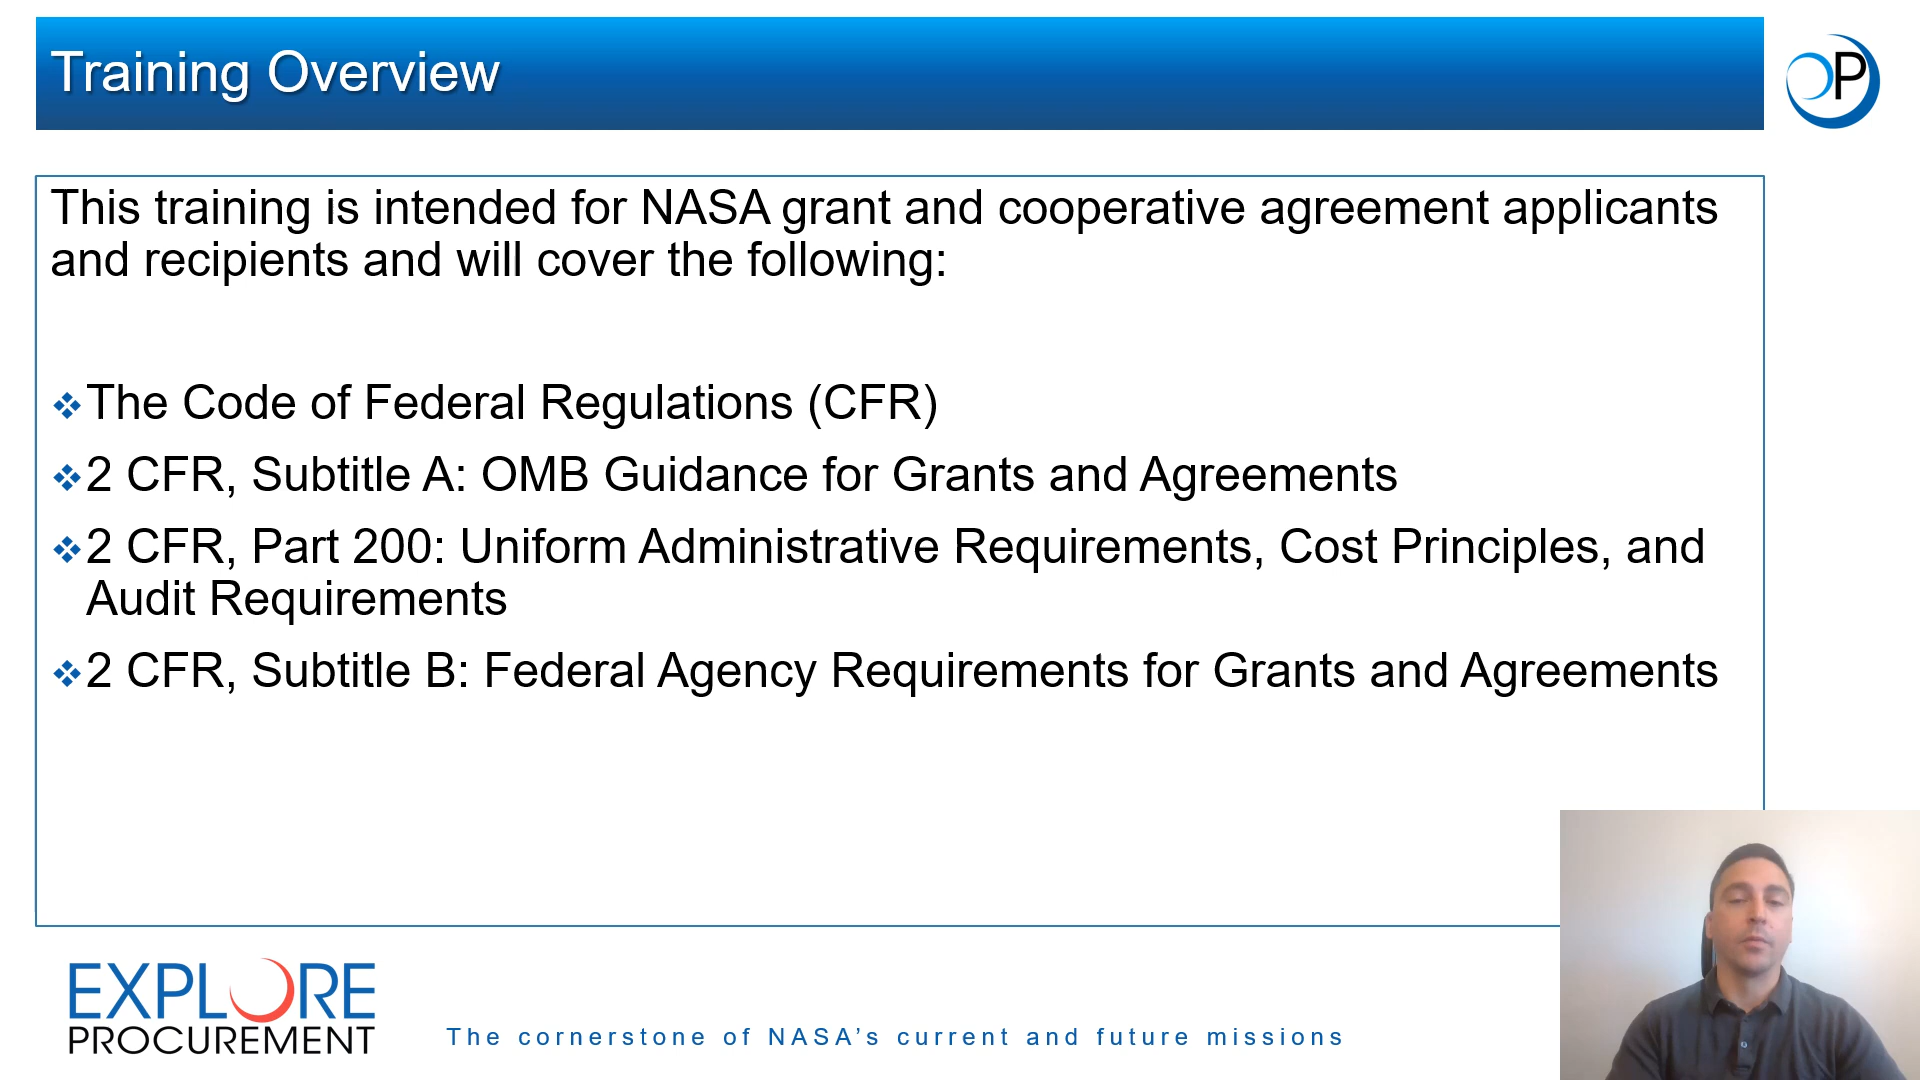 Training Overview
OP
This training is intended for NASA grant and cooperative agreement applicants
and recipients and will cover the following:
❖The Code of Federal Regulations (CFR)
❖2 CFR, Subtitle A: OMB Guidance for Grants and Agreements
❖2 CFR, Part 200: Uniform Administrative Requirements, Cost Principles, and
Audit Requirements
❖2 CFR, Subtitle B: Federal Agency Requirements for Grants and Agreements
EXPLORE
PROCUREMENT
The cornerstone of NASA’s current and future missions